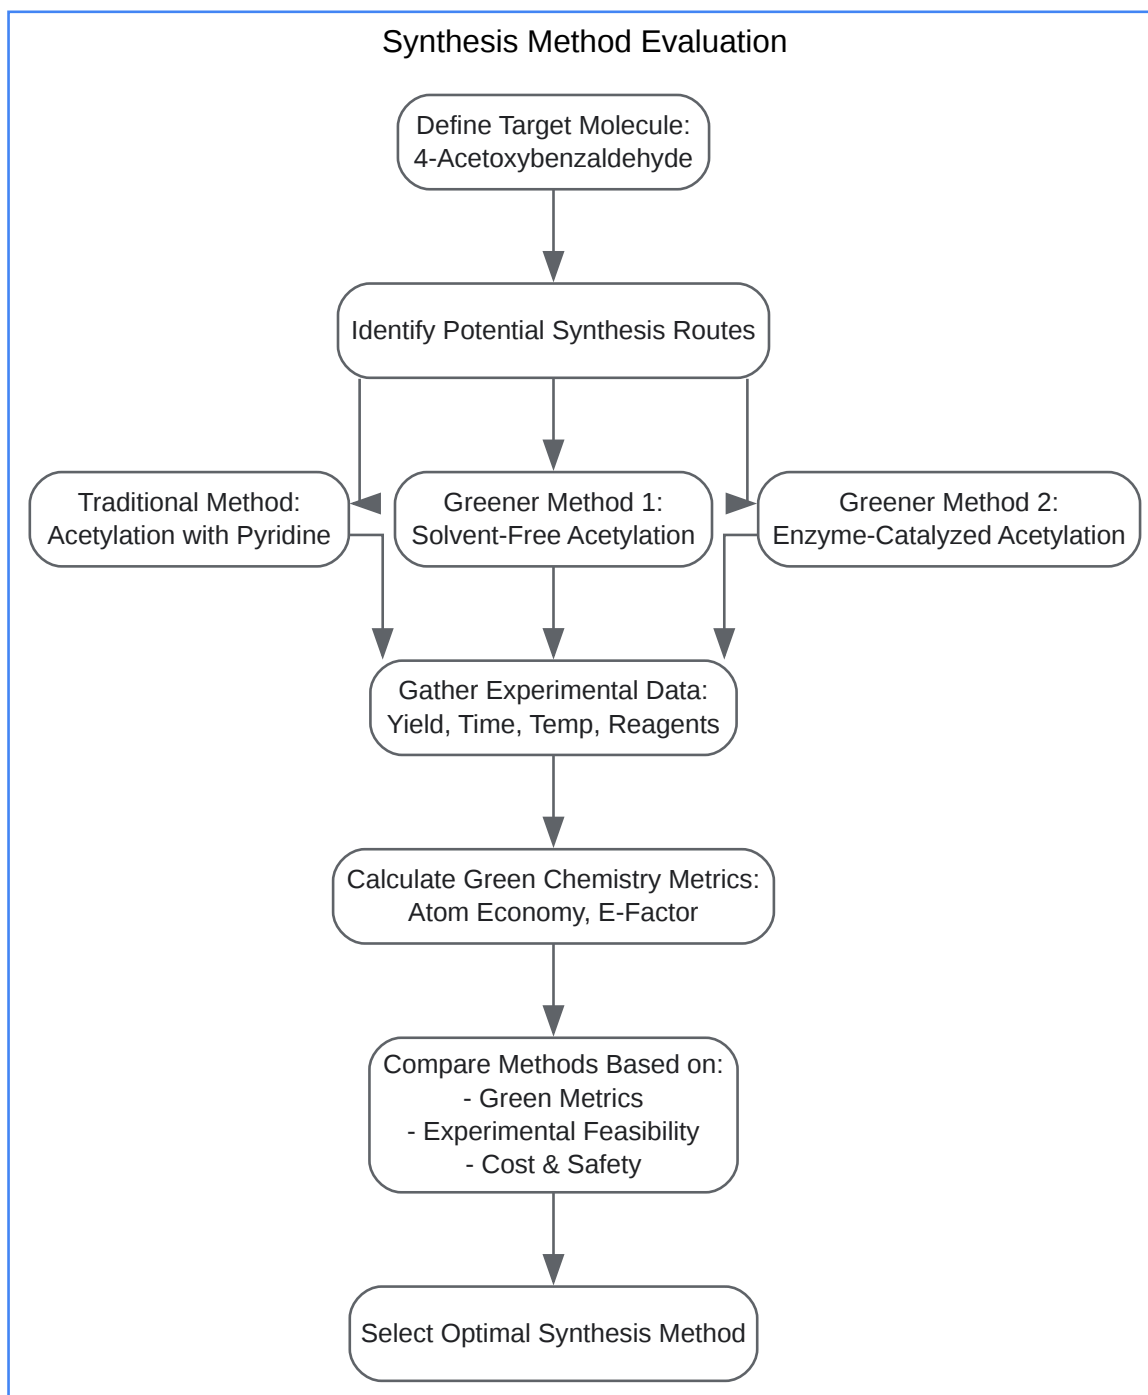 Synthesis Method Evaluation
Define Target Molecule:
4-Acetoxybenzaldehyde
Identify Potential Synthesis Routes
Traditional Method:
Acetylation with Pyridine
Greener Method 1:
Solvent-Free Acetylation
Greener Method 2:
Enzyme-Catalyzed Acetylation
Gather Experimental Data:
Yield, Time, Temp, Reagents
Calculate Green Chemistry Metrics:
Atom Economy, E-Factor
Compare Methods Based on:
- Green Metrics
- Experimental Feasibility
- Cost & Safety
Select Optimal Synthesis Method